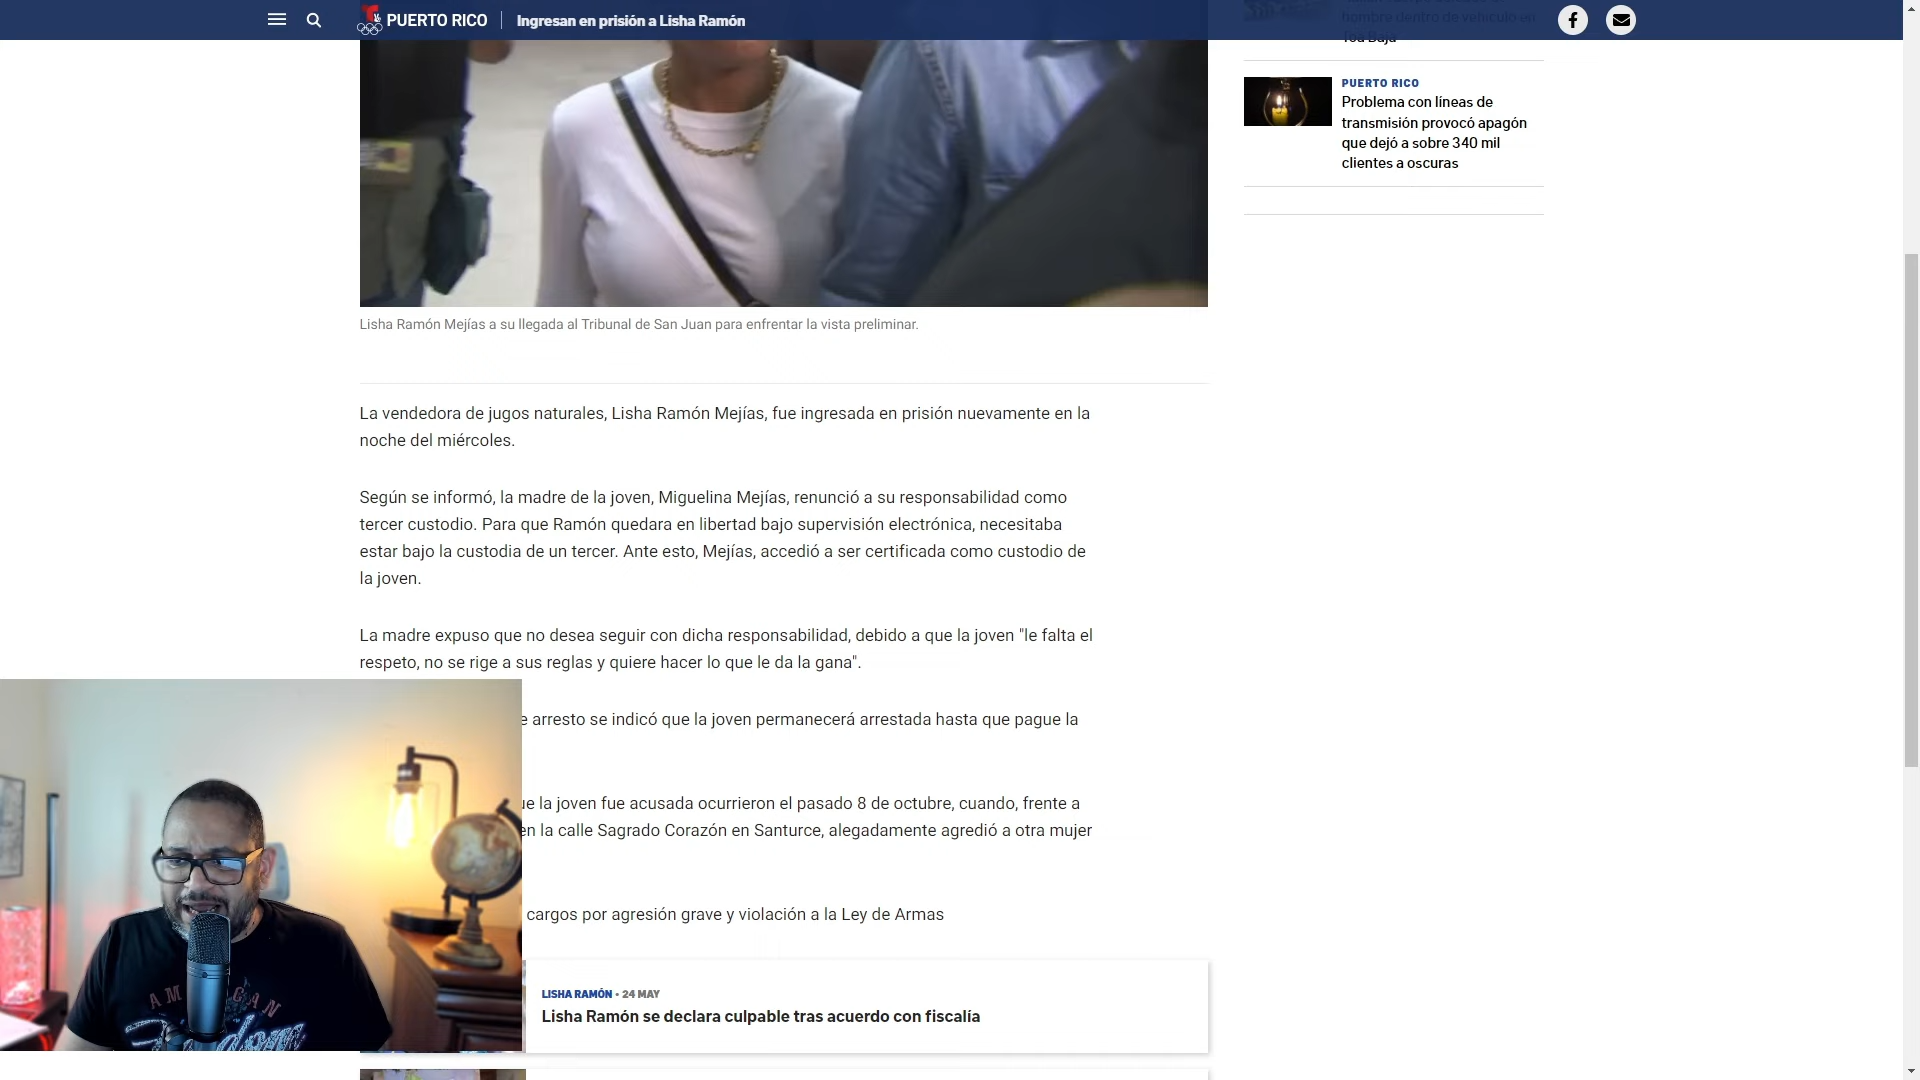 PUERTO RICO
Ingresan en prisión a Lisha Ramón
hombre dentro de vehículo en
Toa Baja
PUERTO RICO
Problema con líneas de
transmisión provocó apagón
que dejó a sobre 340 mil
clientes a oscuras
Lisha Ramón Mejías a su llegada al Tribunal de San Juan para enfrentar la vista preliminar.
La vendedora de jugos naturales, Lisha Ramón Mejías, fue ingresada en prisión nuevamente en la
noche del miércoles.
Según se informó, la madre de la joven, Miguelina Mejías, renunció a su responsabilidad como
tercer custodio. Para que Ramón quedara en libertad bajo supervisión electrónica, necesitaba
estar bajo la custodia de un tercer. Ante esto, Mejías, accedió a ser certificada como custodio de
la joven.
La madre expuso que no desea seguir con dicha responsabilidad, debido a que la joven "le falta el
respeto, no se rige a sus reglas y quiere hacer lo que le da la gana".
e arresto se indicó que la joven permanecerá arrestada hasta que pague la
ue la joven fue acusada ocurrieron el pasado 8 de octubre, cuando, frente a
en la calle Sagrado Corazón en Santurce, alegadamente agredió a otra mujer
cargos por agresión grave y violación a la Ley de Armas
LISHA RAMÓN • 24 MAY
Lisha Ramón se declara culpable tras acuerdo con fiscalía